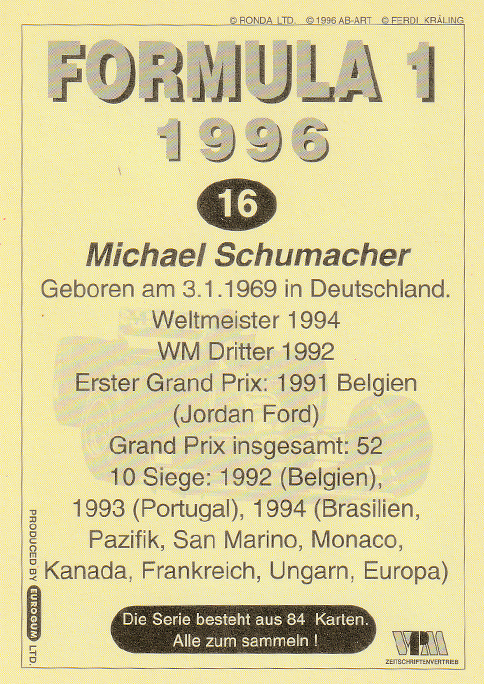 © RONDA LTD. © 1996 AB-ART © FERDI KRÄLING
FORMULA 1
1996
16
Michael Schumacher
Geboren am 3.1.1969 in Deutschland.
Weltmeister 1994
WM Dritter 1992
Erster Grand Prix: 1991 Belgien
(Jordan Ford)
Grand Prix insgesamt: 52
10 Siege: 1992 (Belgien),
1993 (Portugal), 1994 (Brasilien,
Pazifik, San Marino, Monaco,
Kanada, Frankreich, Ungarn, Europa)
PRODUCED BY EUROGUM LTD.
Die Serie besteht aus 84 Karten.
Alle zum sammeln !
VPM
ZEITSCHRIFTENVERTRIEB